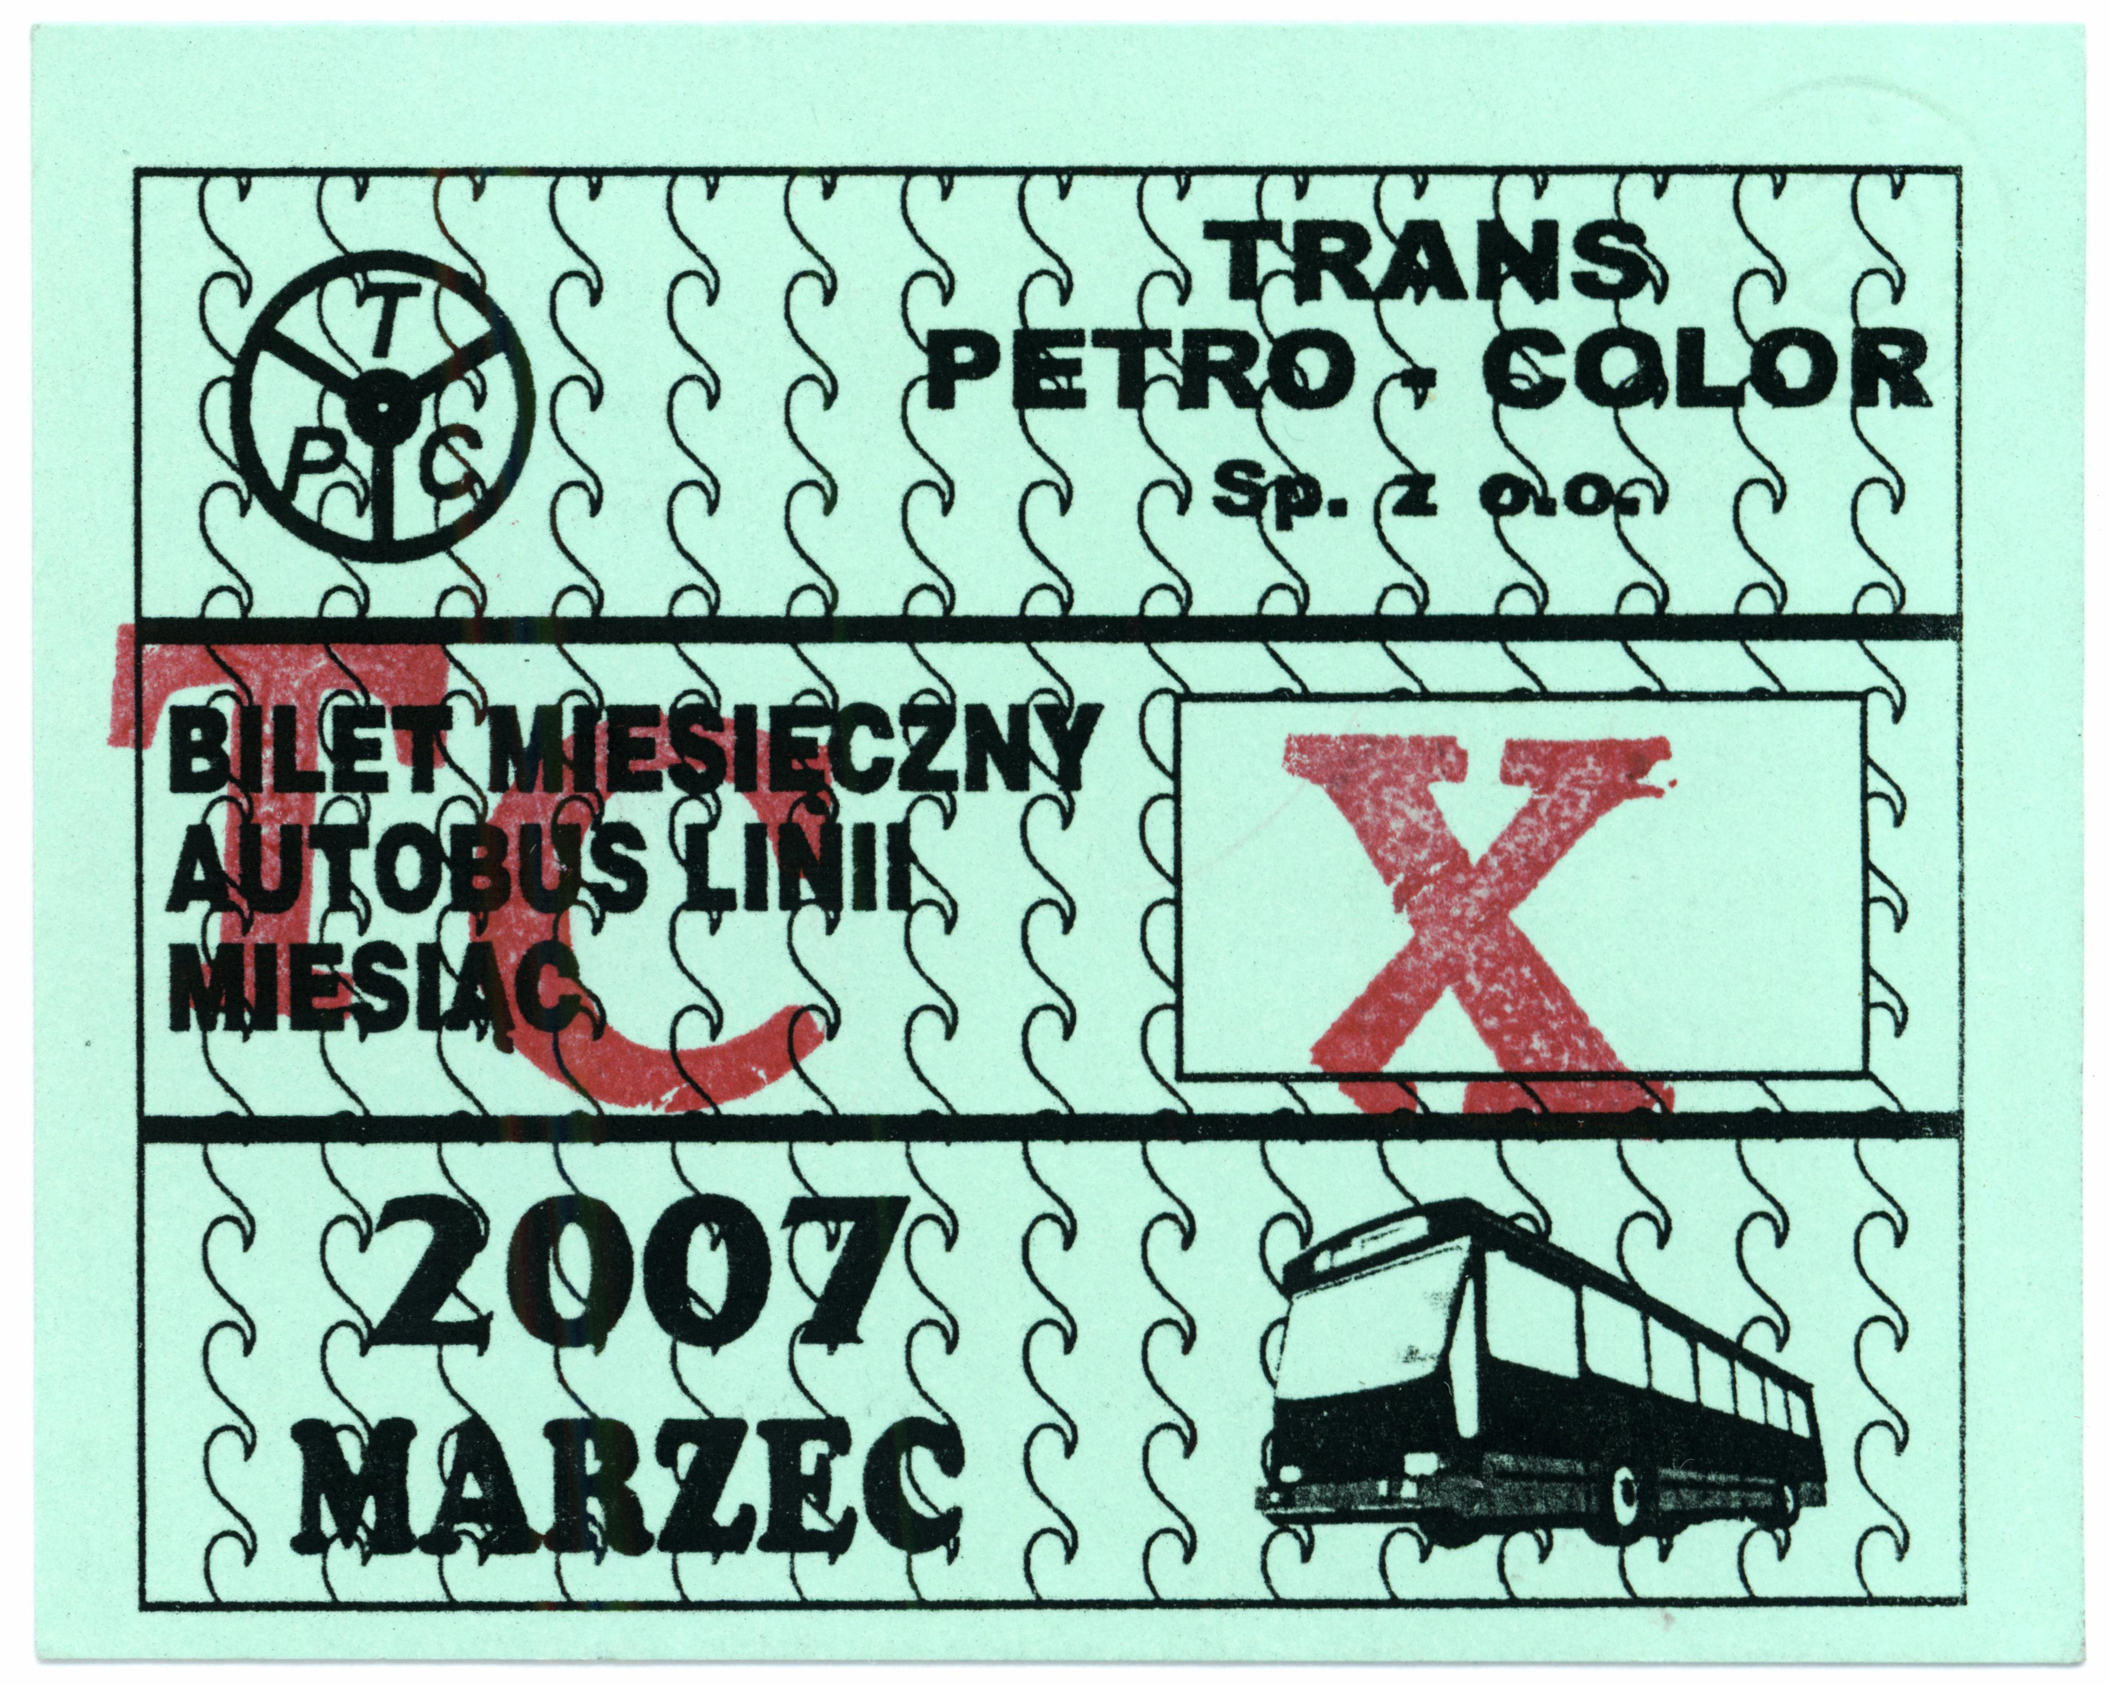 T
P C
TRANS
PETRO - COLOR
Sp. z o.o.
TC
BILET MIESIĘCZNY
AUTOBUS LINII
MIESIĄC
X
2007
MARZEC